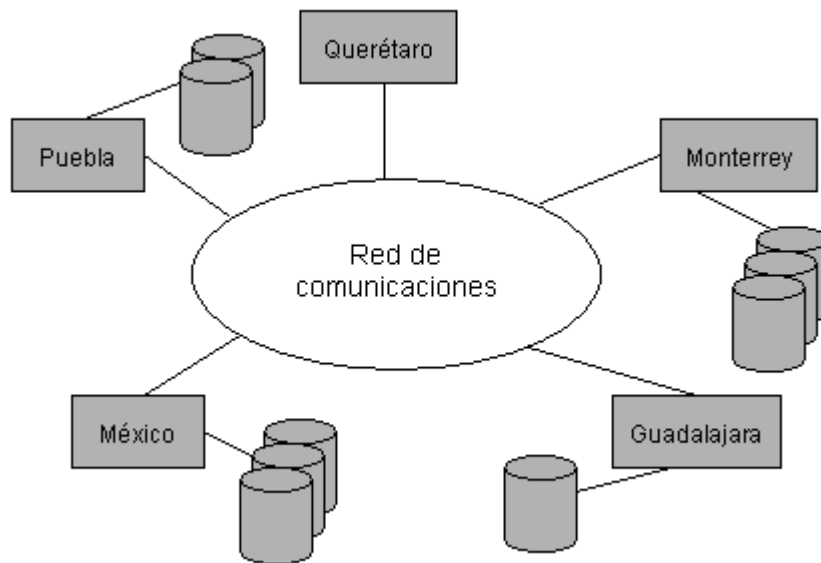 Querétaro
Puebla
Monterrey
Red de
comunicaciones
México
Guadalajara